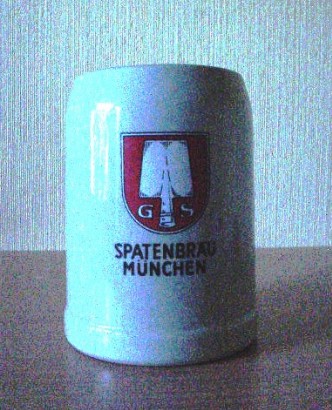 G S
SPATENBRÄU
MÜNCHEN